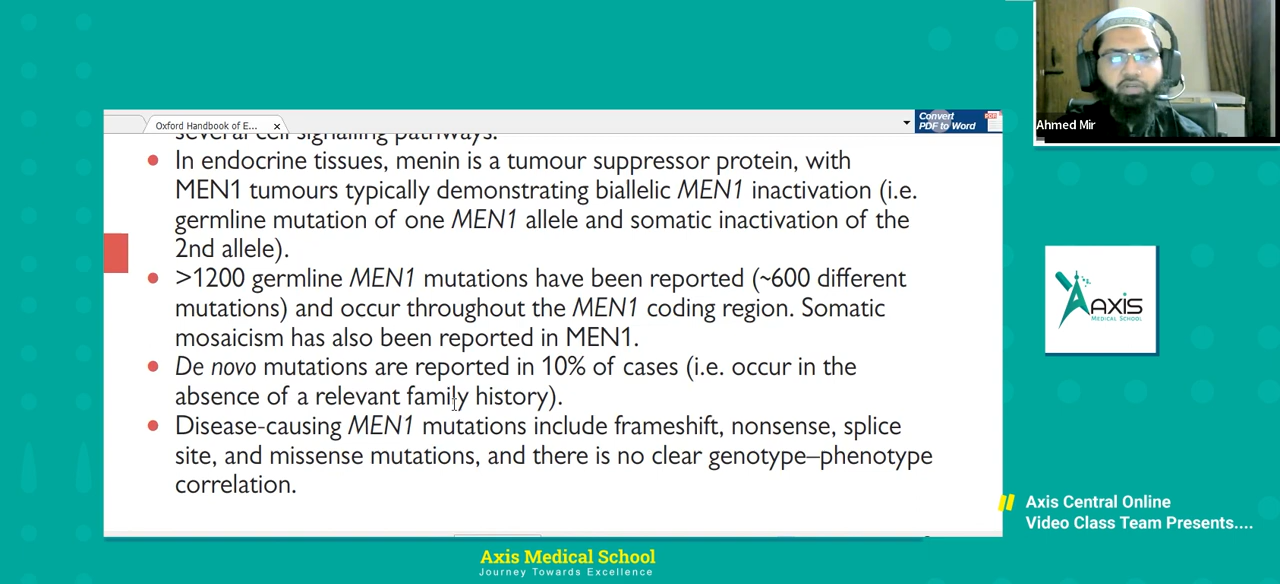 Oxford Handbook of E...
Convert
PDF to Word
Ahmed Mir
several cell signalling pathways.
• In endocrine tissues, menin is a tumour suppressor protein, with
MEN1 tumours typically demonstrating biallelic MEN1 inactivation (i.e.
germline mutation of one MEN1 allele and somatic inactivation of the
2nd allele).
• >1200 germline MEN1 mutations have been reported (~600 different
mutations) and occur throughout the MEN1 coding region. Somatic
mosaicism has also been reported in MEN1.
• De novo mutations are reported in 10% of cases (i.e. occur in the
absence of a relevant family history).
• Disease-causing MEN1 mutations include frameshift, nonsense, splice
site, and missense mutations, and there is no clear genotype–phenotype
correlation.
AXIS
MEDICAL SCHOOL
Axis Central Online
Video Class Team Presents....
Axis Medical School
Journey Towards Excellence